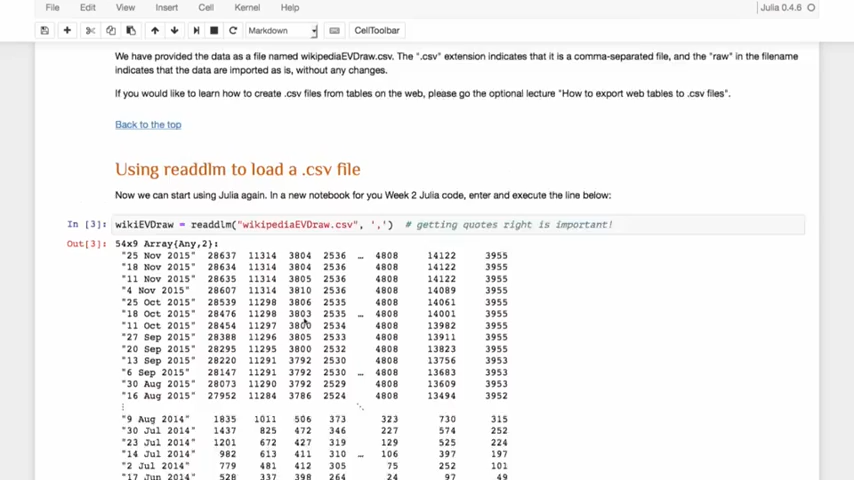 File Edit View Insert Cell Kernel Help Julia 0.4.6
Markdown CellToolbar
We have provided the data as a file named wikipediaEVDraw.csv. The ".csv" extension indicates that it is a comma-separated file, and the "raw" in the filename
indicates that the data are imported as is, without any changes.
If you would like to learn how to create .csv files from tables on the web, please go the optional lecture "How to export web tables to .csv files".
Back to the top
Using readdlm to load a .csv file
Now we can start using Julia again. In a new notebook for you Week 2 Julia code, enter and execute the line below:
In [3]: wikiEVDraw = readdlm("wikipediaEVDraw.csv", ',') # getting quotes right is important!
Out[3]: 54x9 Array{Any,2}:
"25 Nov 2015" 28637 11314 3804 2536 … 4808 14122 3955
"18 Nov 2015" 28634 11314 3804 2536 4808 14122 3955
"11 Nov 2015" 28635 11314 3805 2536 4808 14122 3955
"4 Nov 2015" 28607 11314 3810 2536 4808 14089 3955
"25 Oct 2015" 28539 11298 3806 2535 4808 14061 3955
"18 Oct 2015" 28476 11298 3803 2535 … 4808 14001 3955
"11 Oct 2015" 28454 11297 3800 2534 4808 13982 3955
"27 Sep 2015" 28388 11296 3805 2533 4808 13911 3955
"20 Sep 2015" 28295 11295 3800 2532 4808 13823 3955
"13 Sep 2015" 28220 11291 3792 2530 4808 13756 3953
"6 Sep 2015" 28147 11291 3792 2530 … 4808 13683 3953
"30 Aug 2015" 28073 11290 3792 2529 4808 13609 3953
"16 Aug 2015" 27952 11284 3786 2524 4808 13494 3952
⋮ ⋱
"9 Aug 2014" 1835 1011 506 373 323 730 315
"30 Jul 2014" 1437 825 472 346 227 574 252
"23 Jul 2014" 1201 672 427 319 129 525 224
"14 Jul 2014" 982 613 411 310 … 106 397 197
"2 Jul 2014" 779 481 412 305 75 252 101
"17 Jun 2014" 528 337 398 264 24 97 49